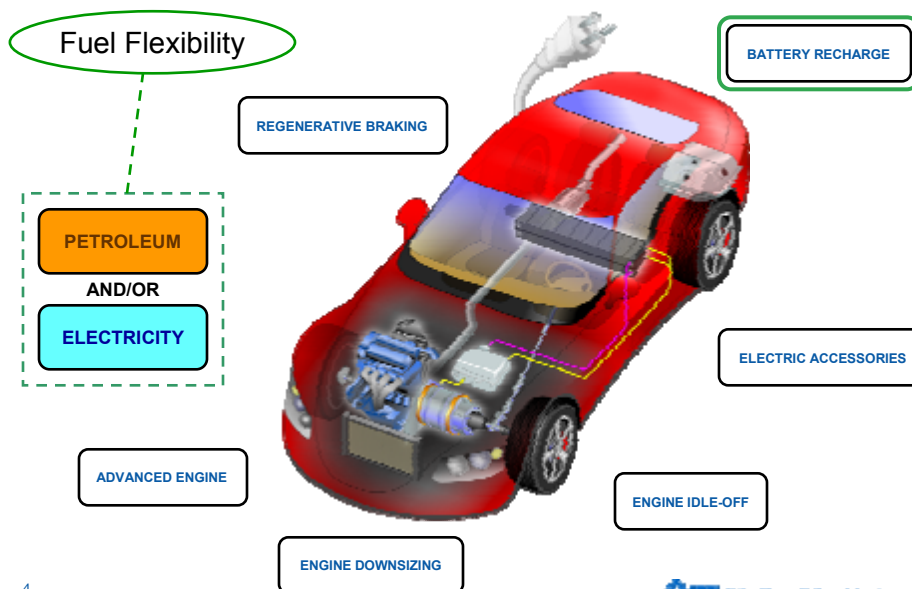 Fuel Flexibility
BATTERY RECHARGE
REGENERATIVE BRAKING
PETROLEUM
AND/OR
ELECTRICITY
ELECTRIC ACCESSORIES
ADVANCED ENGINE
ENGINE IDLE-OFF
ENGINE DOWNSIZING
4